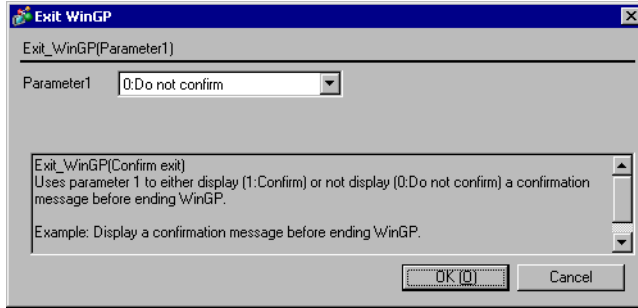 Exit WinGP
Exit_WinGP(Parameter1)
Parameter1 0:Do not confirm
Exit_WinGP(Confirm exit)
Uses parameter 1 to either display (1:Confirm) or not display (0:Do not confirm) a confirmation
message before ending WinGP.
Example: Display a confirmation message before ending WinGP.
OK (O) Cancel